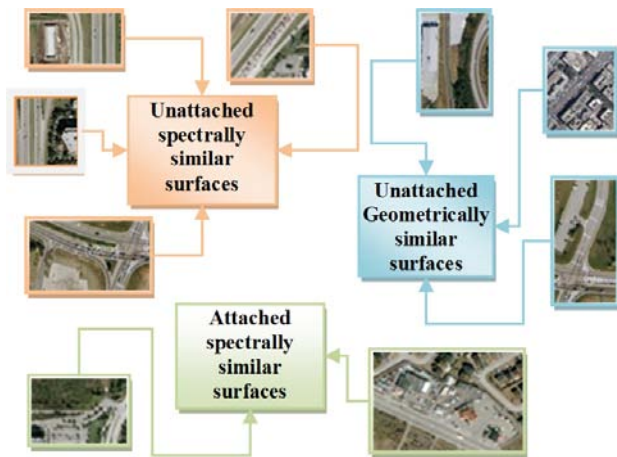 Unattached
spectrally
similar
surfaces
Unattached
Geometrically
similar
surfaces
Attached
spectrally
similar
surfaces